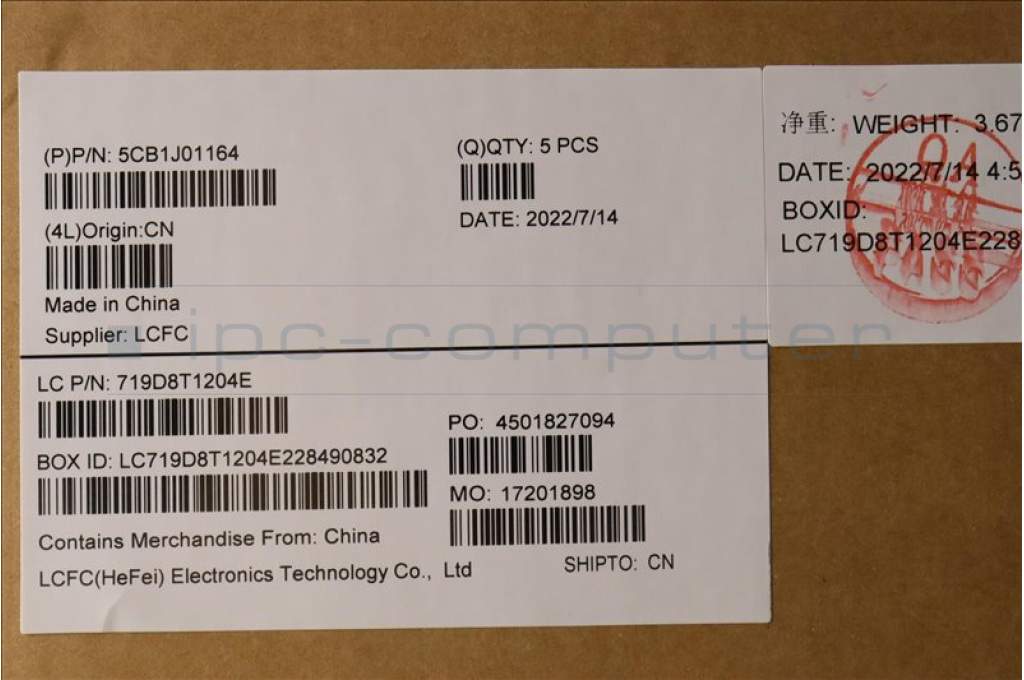 (P)P/N: 5CB1J01164
(Q)QTY: 5 PCS
(4L)Origin:CN
DATE: 2022/7/14
Made in China
Supplier: LCFC
净重: WEIGHT: 3.67
DATE: 2022/7/14 4:5
BOXID:
LC719D8T1204E228
QA
ipc-computer
LC P/N: 719D8T1204E
PO: 4501827094
BOX ID: LC719D8T1204E228490832
MO: 17201898
Contains Merchandise From: China
LCFC(HeFei) Electronics Technology Co., Ltd
SHIPTO: CN